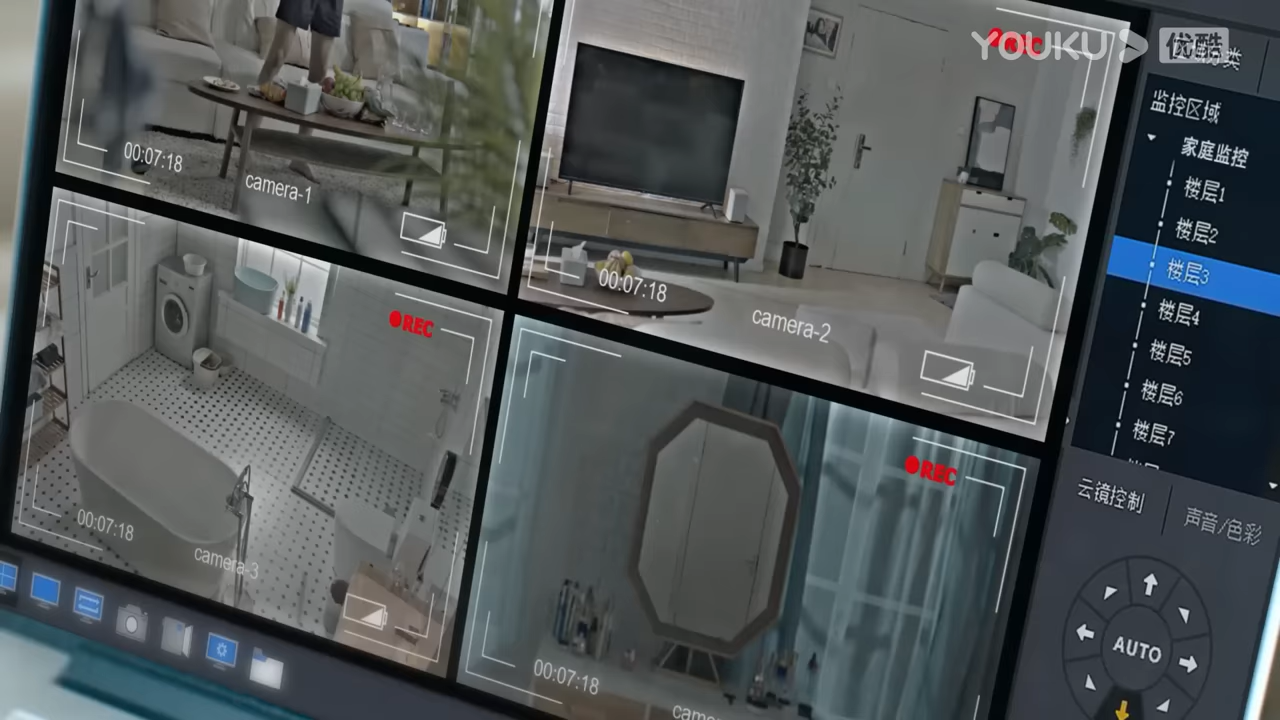 YOUKU 优酷
REC
监控区域
家庭监控
楼层1
楼层2
楼层3
楼层4
楼层5
楼层6
楼层7
00:07:18
camera-1
00:07:18
camera-2
REC
00:07:18
camera-3
REC
00:07:18
云镜控制
声音/色彩
AUTO